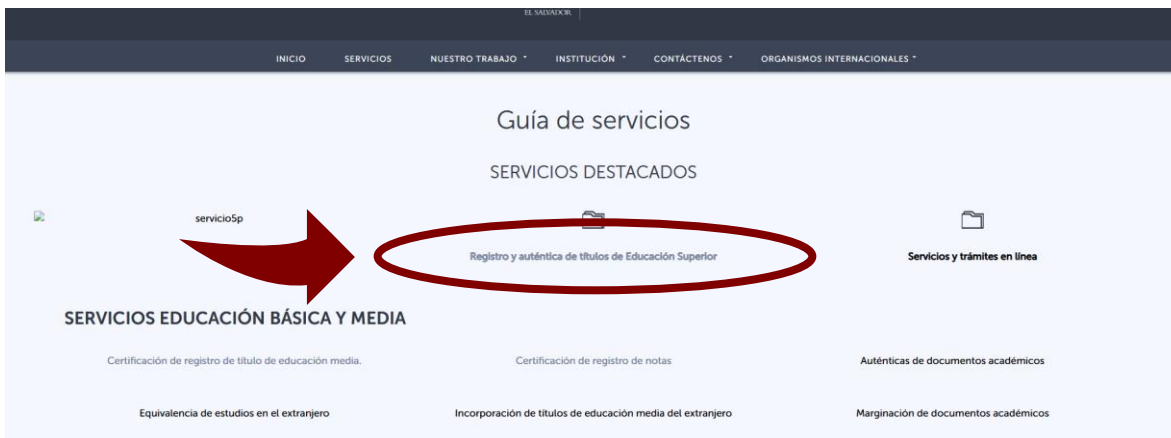 EL SALVADOR
INICIO SERVICIOS NUESTRO TRABAJO INSTITUCIÓN CONTÁCTENOS ORGANISMOS INTERNACIONALES
Guía de servicios
SERVICIOS DESTACADOS
servicio5p
Registro y auténtica de títulos de Educación Superior
Servicios y trámites en línea
SERVICIOS EDUCACIÓN BÁSICA Y MEDIA
Certificación de registro de título de educación media.
Certificación de registro de notas
Auténticas de documentos académicos
Equivalencia de estudios en el extranjero
Incorporación de títulos de educación media del extranjero
Marginación de documentos académicos